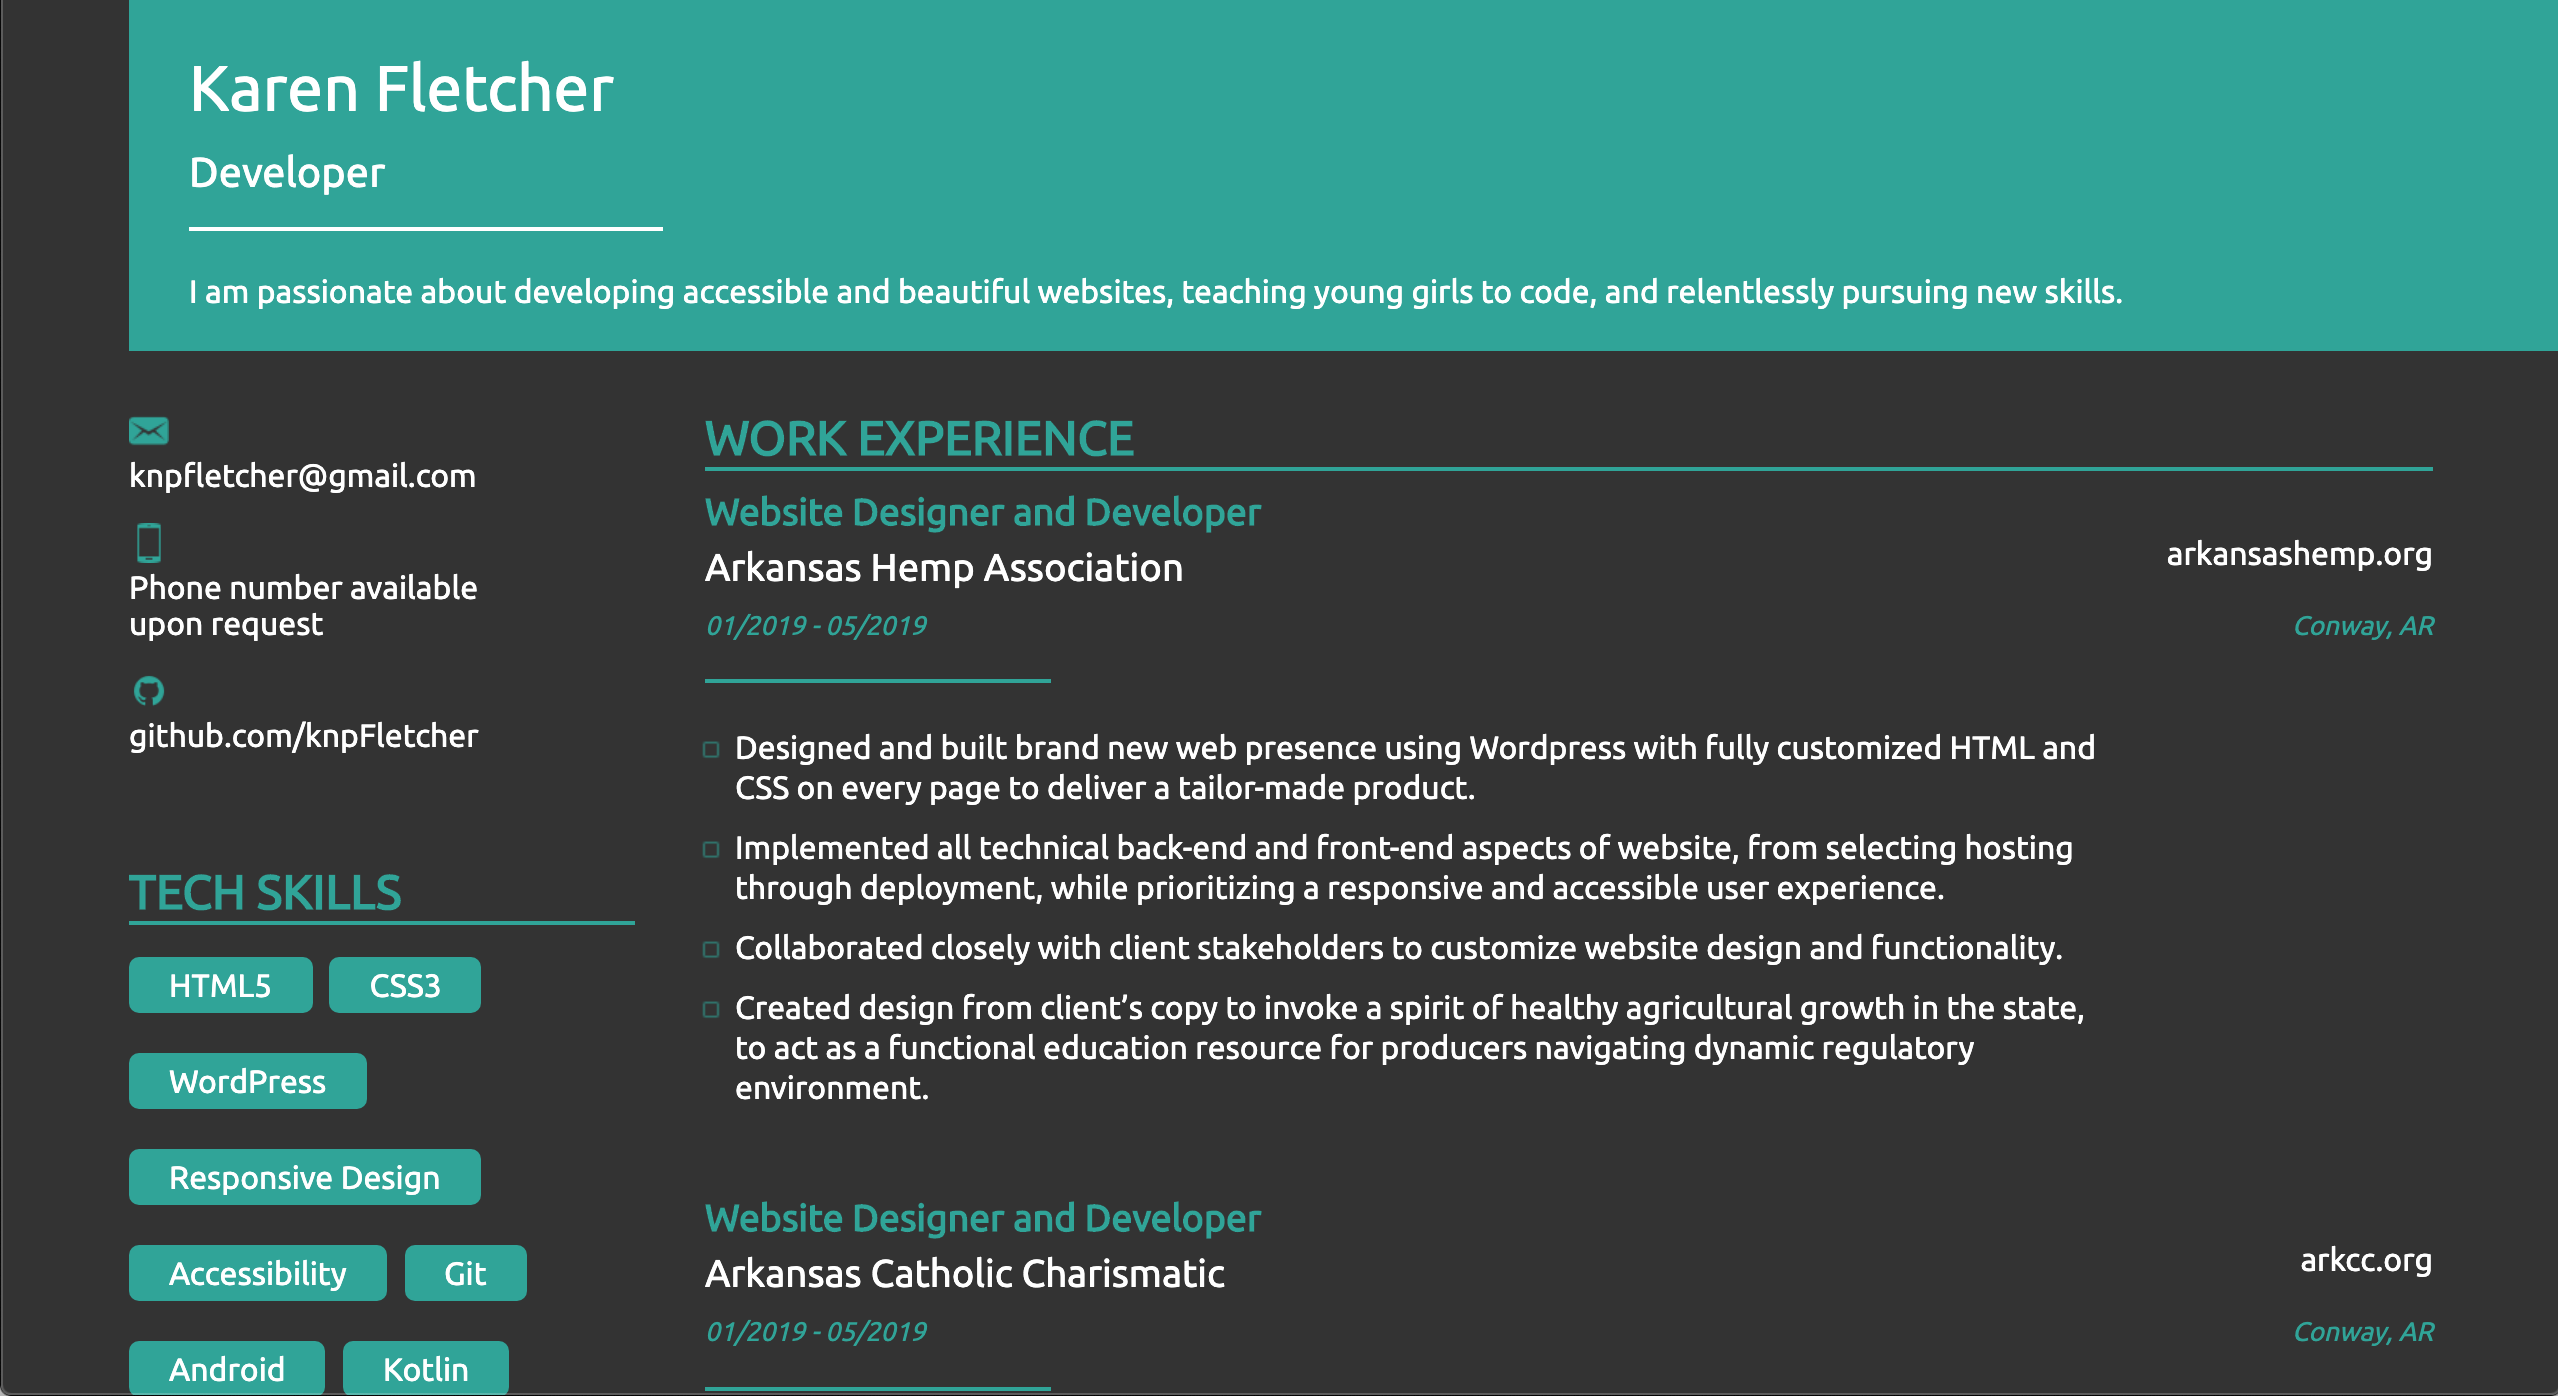 Karen Fletcher
Developer
I am passionate about developing accessible and beautiful websites, teaching young girls to code, and relentlessly pursuing new skills.
knpfletcher@gmail.com
Phone number available
upon request
github.com/knpFletcher
TECH SKILLS
HTML5 CSS3
WordPress
Responsive Design
Accessibility Git
Android Kotlin
WORK EXPERIENCE
Website Designer and Developer
Arkansas Hemp Association
arkansashemp.org
01/2019 - 05/2019
Conway, AR
Designed and built brand new web presence using Wordpress with fully customized HTML and
CSS on every page to deliver a tailor-made product.
Implemented all technical back-end and front-end aspects of website, from selecting hosting
through deployment, while prioritizing a responsive and accessible user experience.
Collaborated closely with client stakeholders to customize website design and functionality.
Created design from client’s copy to invoke a spirit of healthy agricultural growth in the state,
to act as a functional education resource for producers navigating dynamic regulatory
environment.
Website Designer and Developer
Arkansas Catholic Charismatic
arkcc.org
01/2019 - 05/2019
Conway, AR